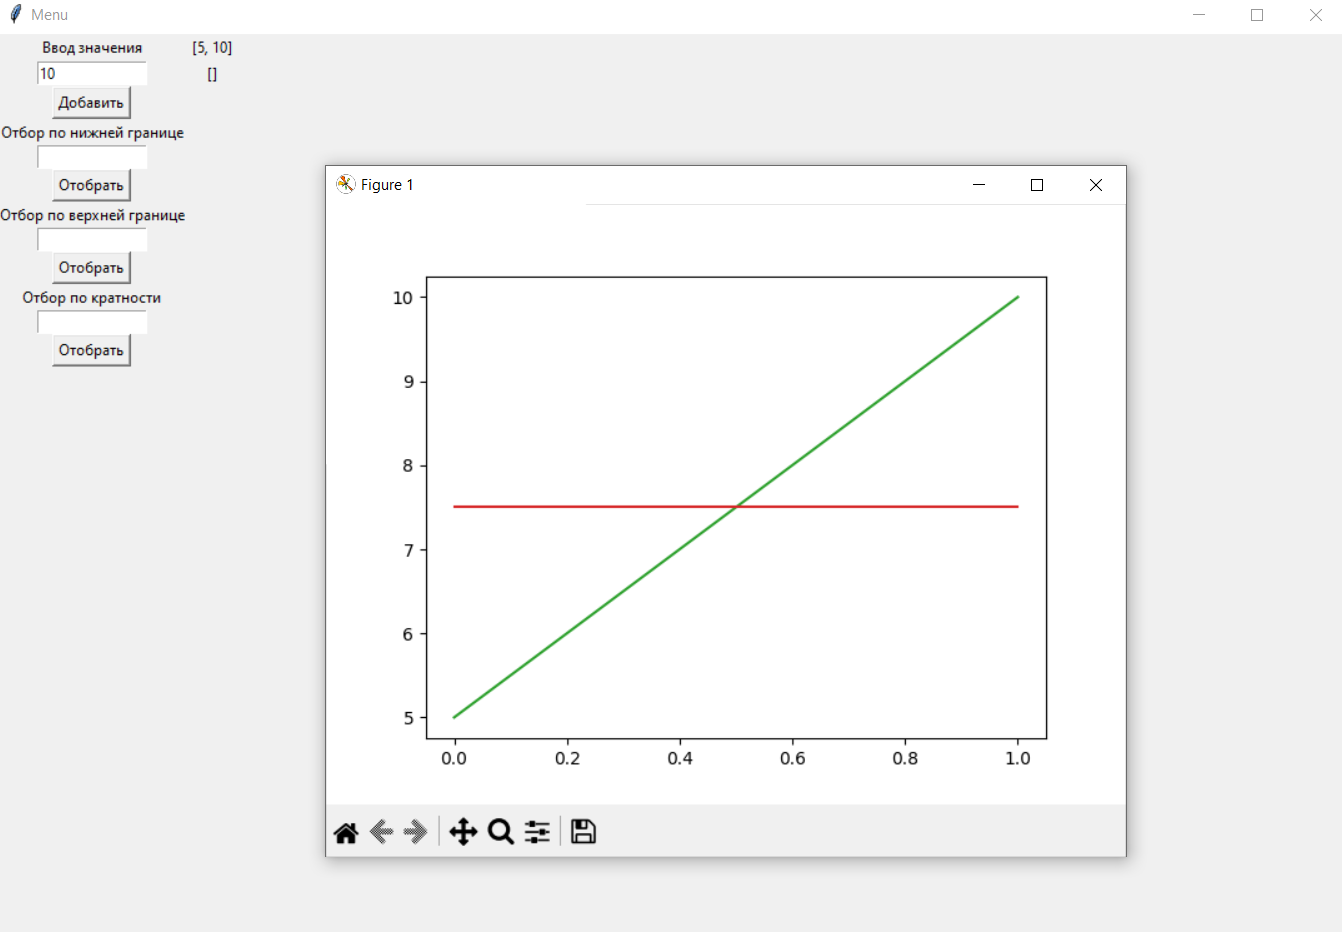 Menu
Ввод значения [5, 10]
10 []
Добавить
Отбор по нижней границе
Отобрать
Отбор по верхней границе
Отобрать
Отбор по кратности
Отобрать
Figure 1
10
9
8
7
6
5
0.0 0.2 0.4 0.6 0.8 1.0